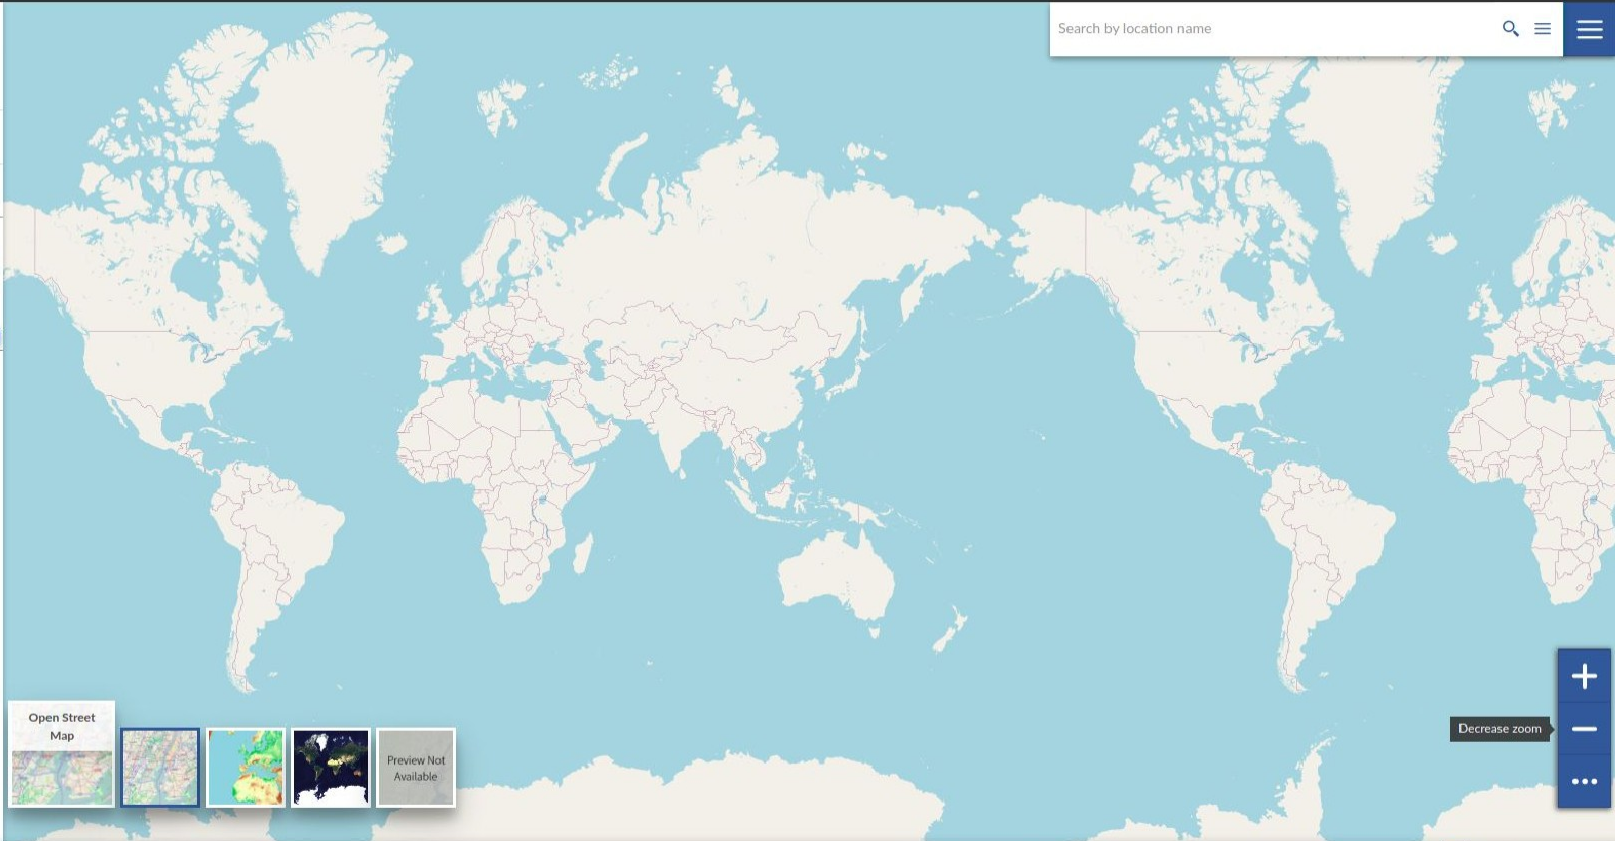 Search by location name
Decrease zoom
Open Street
Map
Preview Not
Available